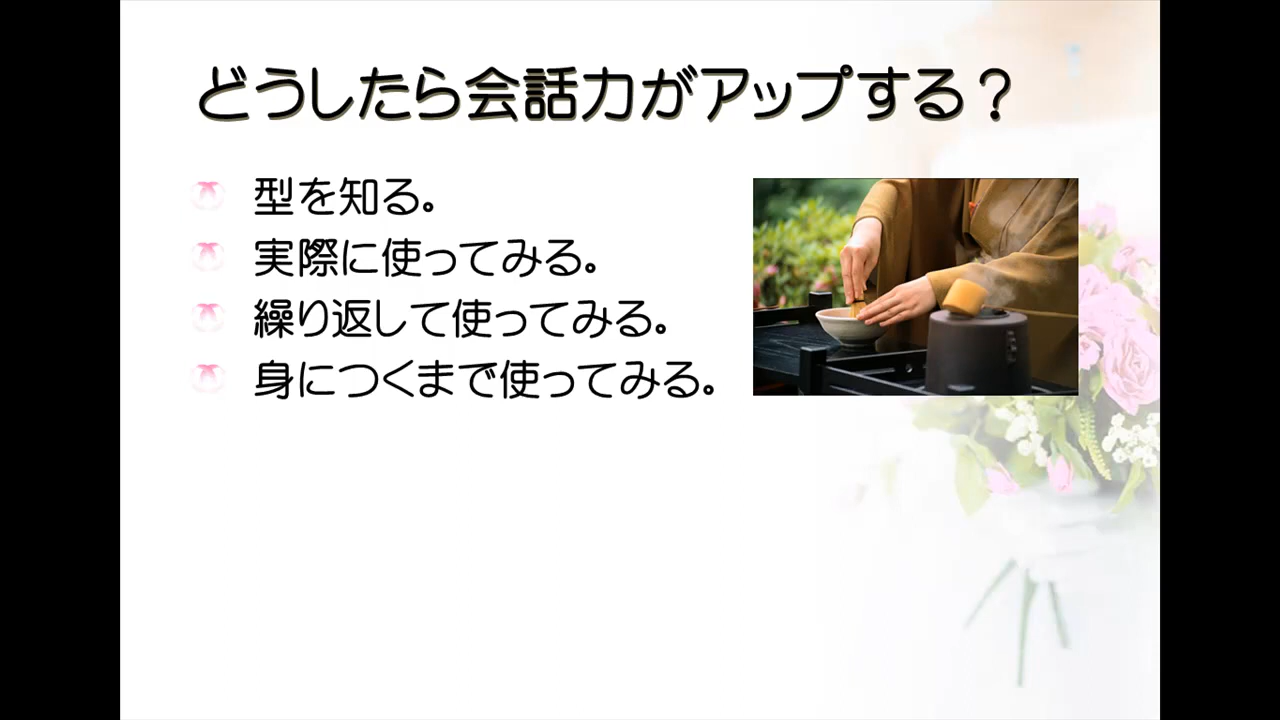 どうしたら会話力がアップする？
型を知る。
実際に使ってみる。
繰り返して使ってみる。
身につくまで使ってみる。